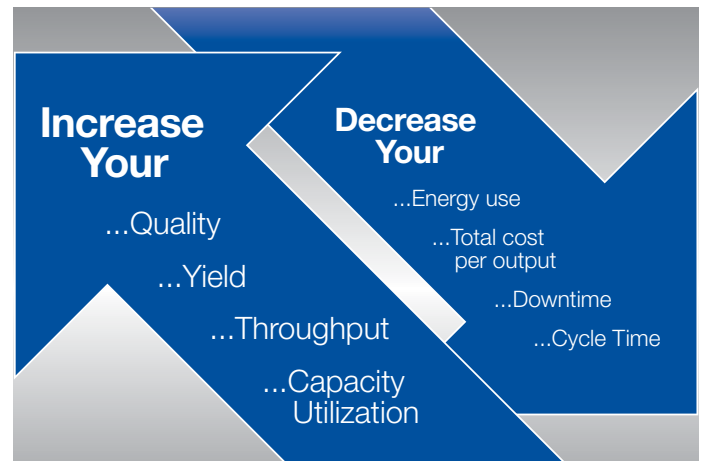 Increase
Your
...Quality
...Yield
...Throughput
...Capacity
Utilization
Decrease
Your
...Energy use
...Total cost
per output
...Downtime
...Cycle Time